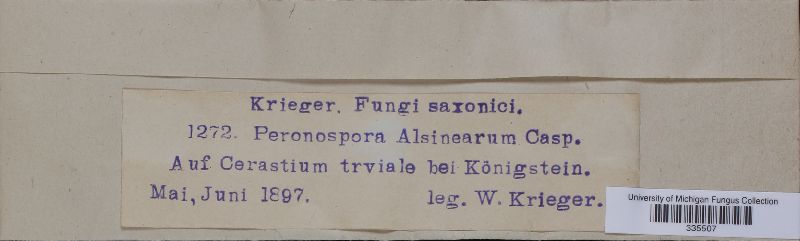 Krieger. Fungi saxonici.
1272. Peronospora Alsinearum Casp.
Auf Cerastium trviale bei Königstein.
Mai, Juni 1897. leg. W. Krieger.
University of Michigan Fungus Collection
335507